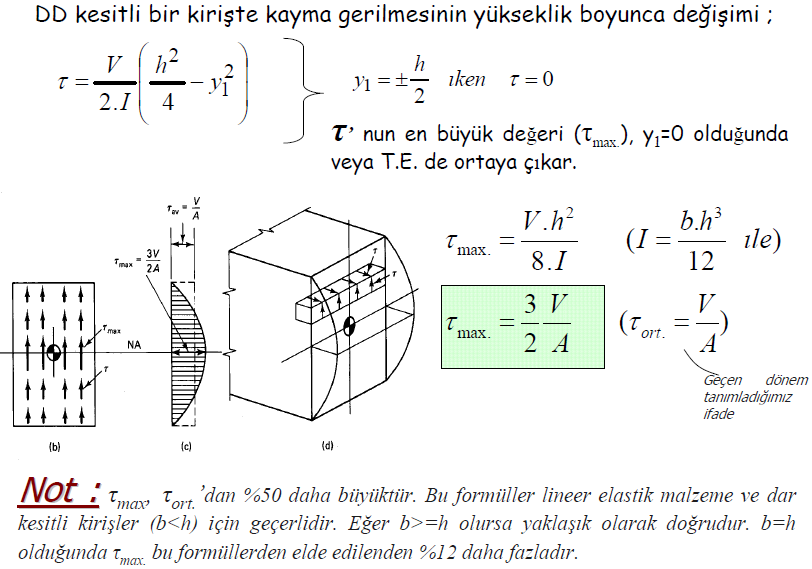 DD kesitli bir kirişte kayma gerilmesinin yükseklik boyunca değişimi ;
τ = V/2.I (h²/4 − y₁²)
y₁ = ± h/2 ıken τ = 0
τ' nun en büyük değeri (τmax.), y₁=0 olduğunda
veya T.E. de ortaya çıkar.
τav = V/A
τmax = 3V/2A
τmax
NA
τ
τ
τ
(b)
(c)
(d)
τmax. = V.h²/8.I (I = b.h³/12 ıle)
τmax. = 3/2 V/A (τort. = V/A)
Geçen dönem
tanımladığımız
ifade
Not : τmax, τort.'dan %50 daha büyüktür. Bu formüller lineer elastik malzeme ve dar
kesitli kirişler (b<h) için geçerlidir. Eğer b>=h olursa yaklaşık olarak doğrudur. b=h
olduğunda τmax. bu formüllerden elde edilenden %12 daha fazladır.